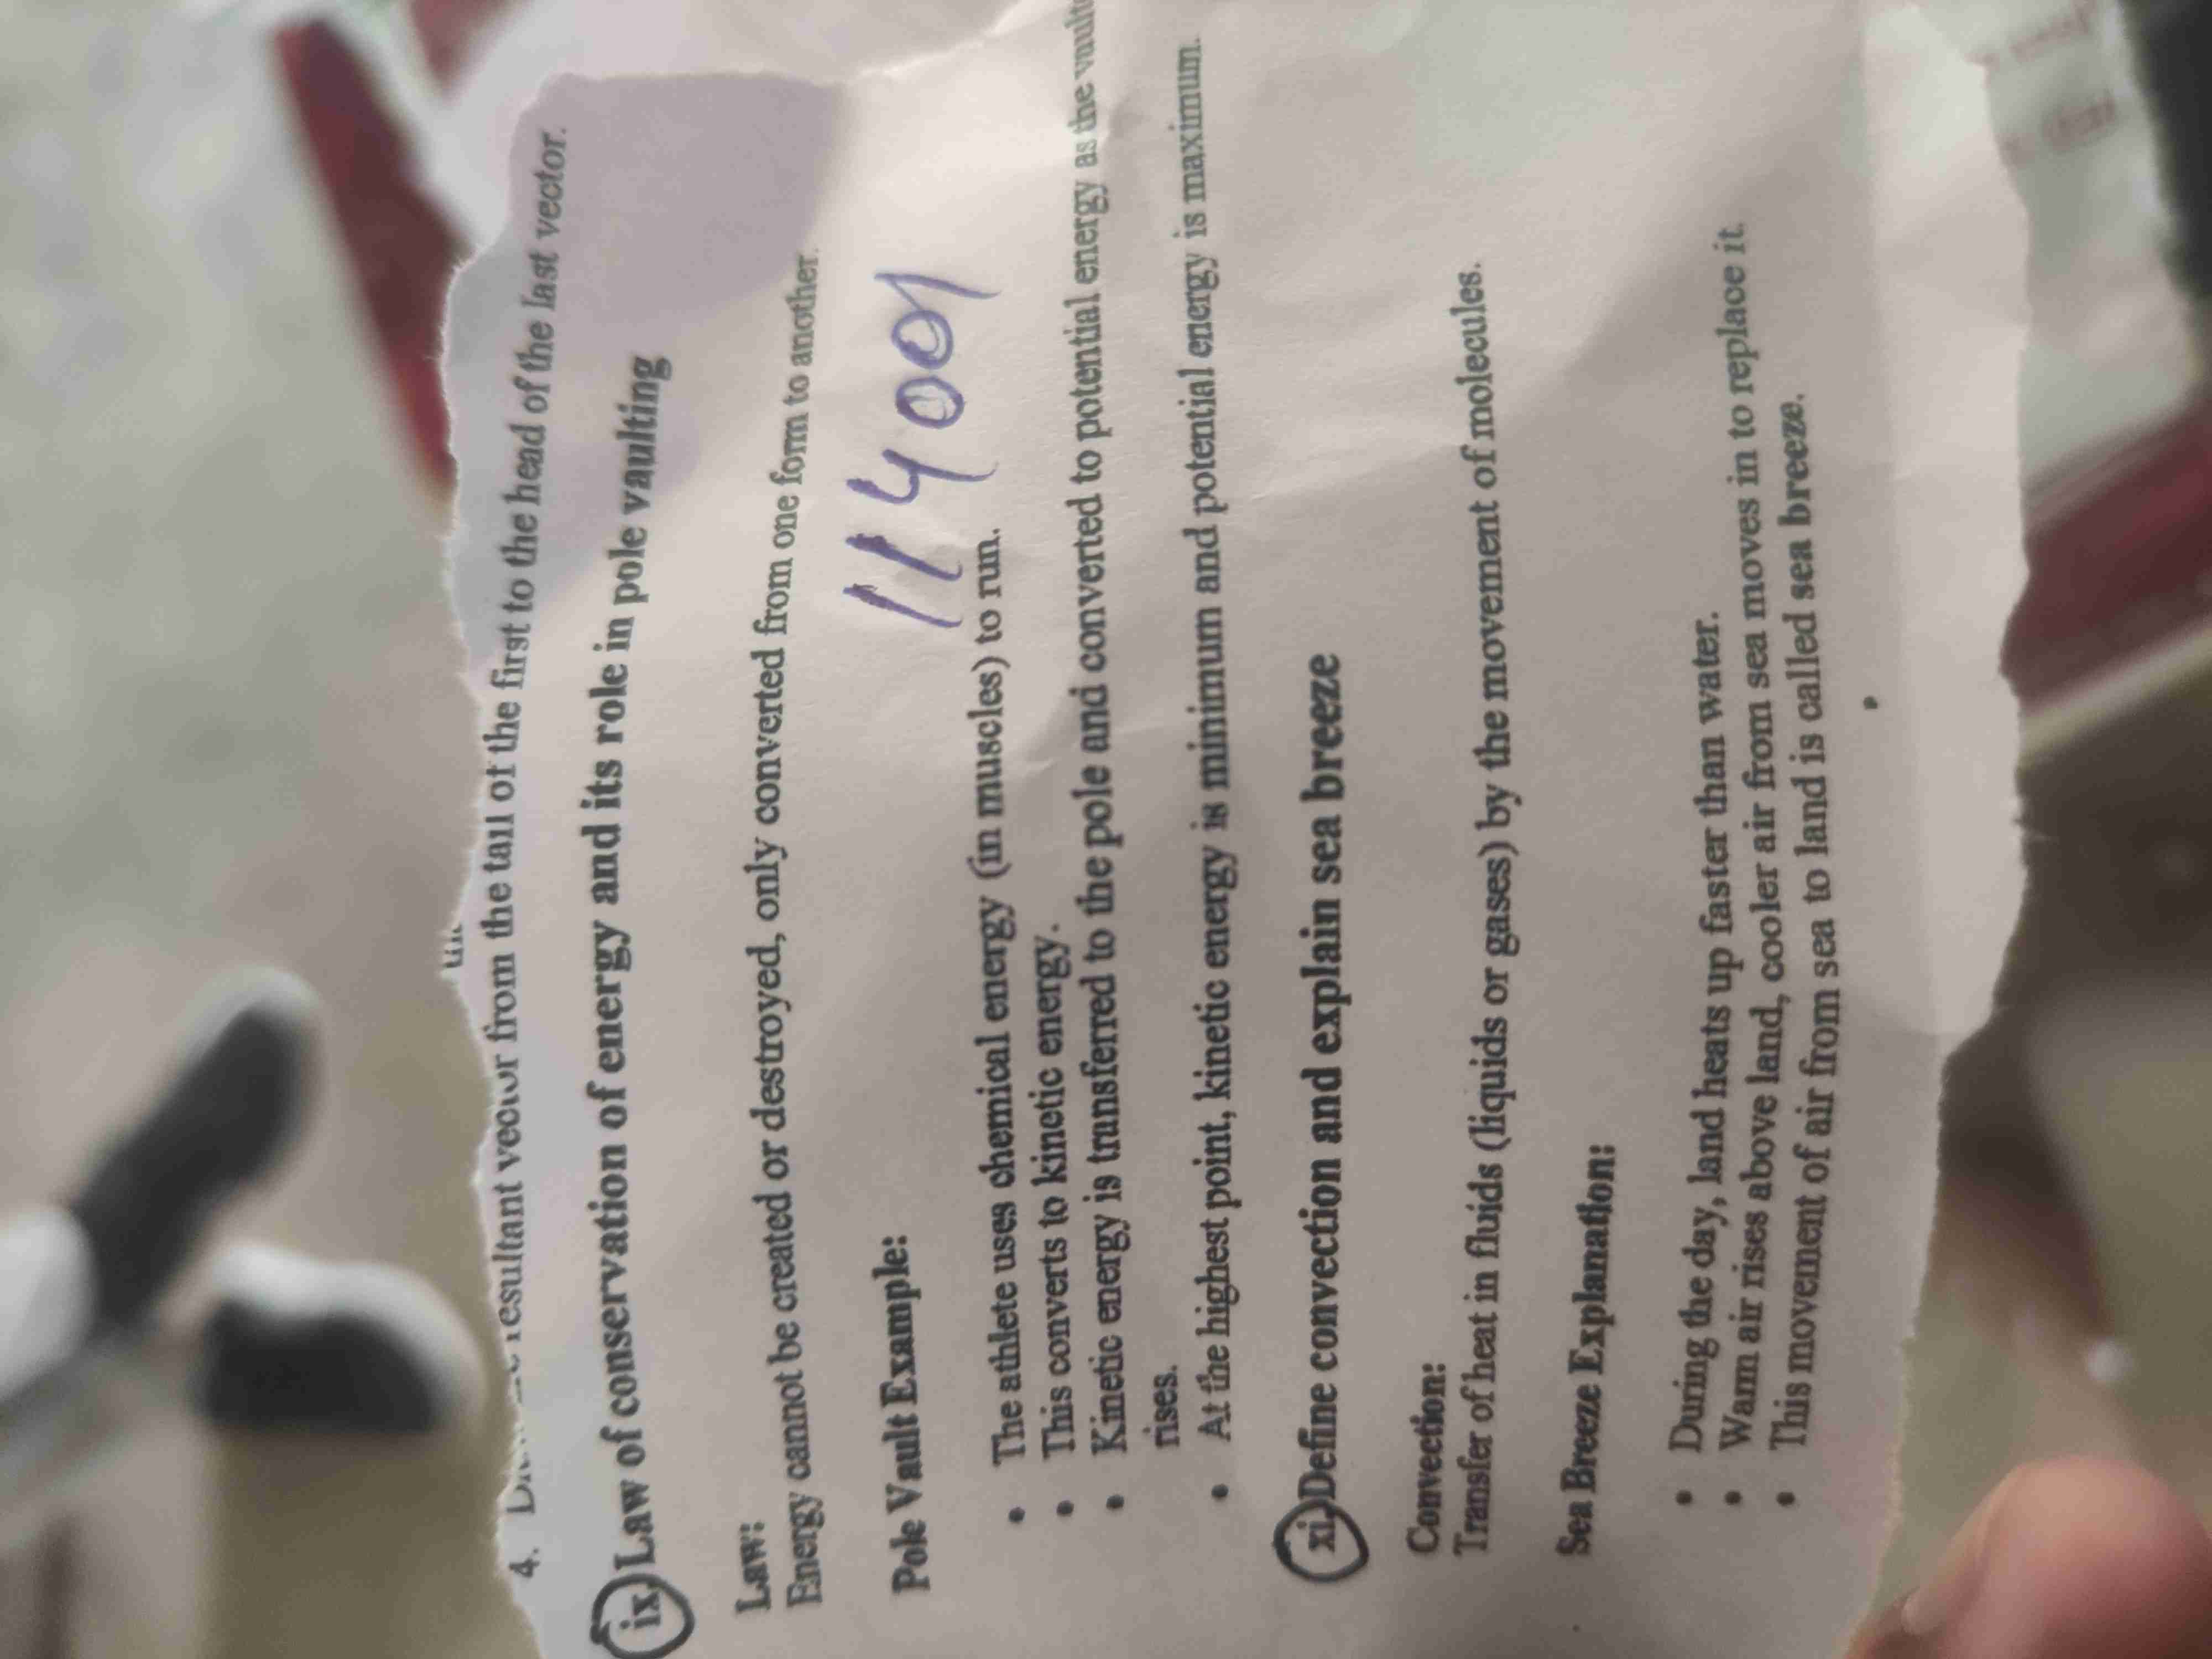 4. resultant vector from the tail of the first to the head of the last vector.
ix) Law of conservation of energy and its role in pole vaulting
Law:
Energy cannot be created or destroyed, only converted from one form to another.
11400
Pole Vault Example:
• The athlete uses chemical energy (in muscles) to run.
• This converts to kinetic energy.
• Kinetic energy is transferred to the pole and converted to potential energy as the
rises.
• At the highest point, kinetic energy is minimum and potential energy is maximum.
xi) Define convection and explain sea breeze
Convection:
Transfer of heat in fluids (liquids or gases) by the movement of molecules.
Sea Breeze Explanation:
• During the day, land heats up faster than water.
• Warm air rises above land, cooler air from sea moves in to replace it.
• This movement of air from sea to land is called sea breeze.